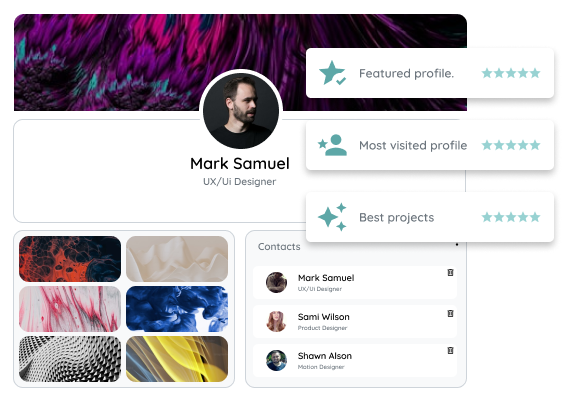 Featured profile.
Most visited profile
Mark Samuel
UX/Ui Designer
Best projects
Contacts
Mark Samuel
UX/Ui Designer
Sami Wilson
Product Designer
Shawn Alson
Motion Designer